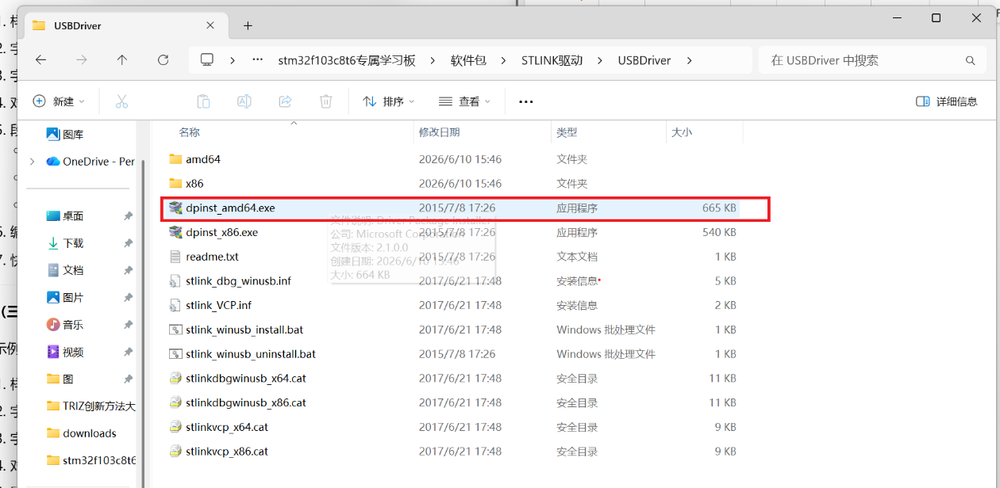 USBDriver
stm32f103c8t6专属学习板 > 软件包 > STLINK驱动 > USBDriver >
在 USBDriver 中搜索
新建
排序
查看
详细信息
图库
OneDrive - Per
桌面
下载
文档
图片
音乐
视频
图
TRIZ创新方法大
downloads
stm32f103c8t6
名称 修改日期 类型 大小
amd64 2026/6/10 15:46 文件夹
x86 2026/6/10 15:46 文件夹
dpinst_amd64.exe 2015/7/8 17:26 应用程序 665 KB
dpinst_x86.exe 2015/7/8 17:26 应用程序 540 KB
readme.txt 2015/7/8 17:26 文本文档 1 KB
stlink_dbg_winusb.inf 2017/6/21 17:48 安装信息 5 KB
stlink_VCP.inf 2017/6/21 17:48 安装信息 2 KB
stlink_winusb_install.bat 2017/6/21 17:48 Windows 批处理文件 1 KB
stlink_winusb_uninstall.bat 2015/7/8 17:26 Windows 批处理文件 1 KB
stlinkdbgwinusb_x64.cat 2017/6/21 17:48 安全目录 11 KB
stlinkdbgwinusb_x86.cat 2017/6/21 17:48 安全目录 11 KB
stlinkvcp_x64.cat 2017/6/21 17:48 安全目录 9 KB
stlinkvcp_x86.cat 2017/6/21 17:48 安全目录 9 KB
文件说明: Driver Package Installer
公司: Microsoft Corporation
文件版本: 2.1.0.0
创建日期: 2026/6/10 15:46
大小: 664 KB